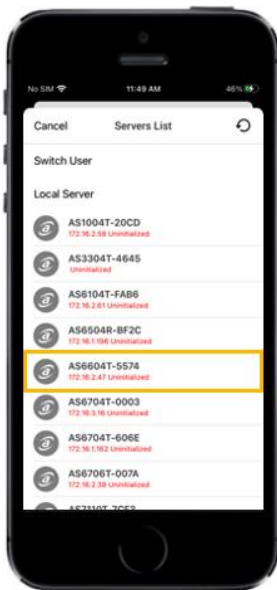 No SIM 11:49 AM 46%
Cancel Servers List
Switch User
Local Server
AS1004T-20CD
172.16.2.58 Uninitialized
AS3304T-4645
Uninitialized
AS6104T-FAB6
172.16.2.61 Uninitialized
AS6504R-BF2C
172.16.1.196 Uninitialized
AS6604T-5574
172.16.2.47 Uninitialized
AS6704T-0003
172.16.3.16 Uninitialized
AS6704T-606E
172.16.1.162 Uninitialized
AS6706T-007A
172.16.2.38 Uninitialized